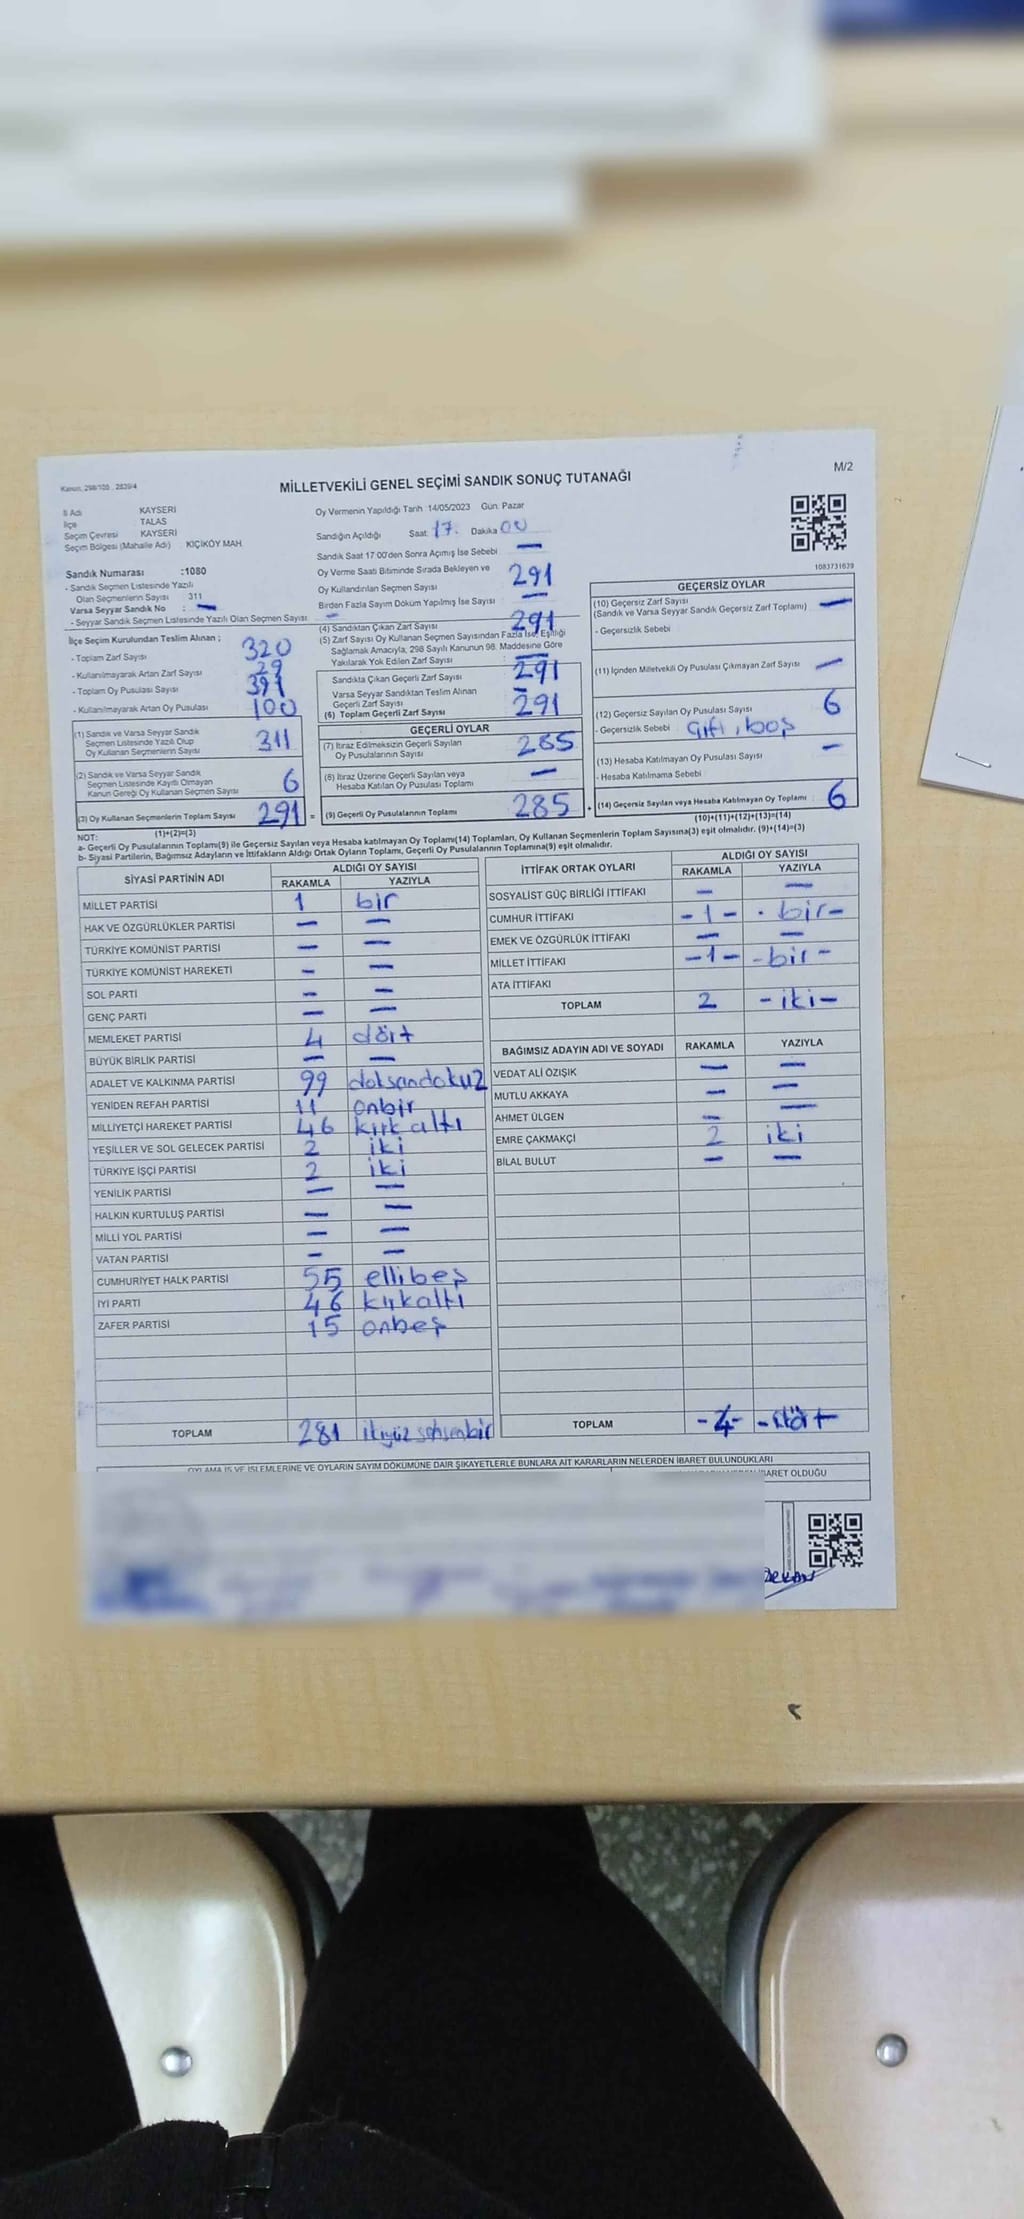 Kanun, 298/105 , 2839/4
MİLLETVEKİLİ GENEL SEÇİMİ SANDIK SONUÇ TUTANAĞI
M/2
İl Adı KAYSERİ
İlçe TALAS
Seçim Çevresi KAYSERİ
Seçim Bölgesi (Mahalle Adı) KIÇIKÖY MAH.
Oy Vermenin Yapıldığı Tarih 14/05/2023 Gün: Pazar
Sandığın Açıldığı Saat 17. Dakika 00
Sandık Saat 17:00'den Sonra Açımış İse Sebebi —
Sandık Numarası :1080
- Sandık Seçmen Listesinde Yazılı
Olan Seçmenlerin Sayısı 311
Varsa Seyyar Sandık No : —
- Seyyar Sandık Seçmen Listesinde Yazılı Olan Seçmen Sayısı —
Oy Verme Saati Bitiminde Sırada Bekleyen ve
Oy Kullandırılan Seçmen Sayısı 291
Birden Fazla Sayım Döküm Yapılmış İse Sayısı —
1083731639
İlçe Seçim Kurulundan Teslim Alınan ;
- Toplam Zarf Sayısı 320
- Kullanılmayarak Artan Zarf Sayısı 29
- Toplam Oy Pusulası Sayısı 391
- Kullanılmayarak Artan Oy Pusulası 100
(1) Sandık ve Varsa Seyyar Sandık
Seçmen Listesinde Yazılı Olup
Oy Kullanan Seçmenlerin Sayısı 311
(2) Sandık ve Varsa Seyyar Sandık
Seçmen Listesinde Kayıtlı Olmayan
Kanun Gereği Oy Kullanan Seçmen Sayısı 6
(3) Oy Kullanan Seçmenlerin Toplam Sayısı 291 =
(1)+(2)=(3)
(4) Sandıktan Çıkan Zarf Sayısı 291
(5) Zarf Sayısı Oy Kullanan Seçmen Sayısından Fazla İse, Eşitliği
Sağlamak Amacıyla, 298 Sayılı Kanunun 98. Maddesine Göre
Yakılarak Yok Edilen Zarf Sayısı —
Sandıkta Çıkan Geçerli Zarf Sayısı 291
Varsa Seyyar Sandıktan Teslim Alınan
Geçerli Zarf Sayısı —
(6) Toplam Geçerli Zarf Sayısı 291
GEÇERLİ OYLAR
(7) İtiraz Edilmeksizin Geçerli Sayılan
Oy Pusulalarının Sayısı 285
(8) İtiraz Üzerine Geçerli Sayılan veya
Hesaba Katılan Oy Pusulası Toplamı —
(9) Geçerli Oy Pusulalarının Toplamı 285 +
GEÇERSİZ OYLAR
(10) Geçersiz Zarf Sayısı —
(Sandık ve Varsa Seyyar Sandık Geçersiz Zarf Toplamı)
- Geçersizlik Sebebi
(11) İçinden Milletvekili Oy Pusulası Çıkmayan Zarf Sayısı —
(12) Geçersiz Sayılan Oy Pusulası Sayısı 6
- Geçersizlik Sebebi çift, boş
(13) Hesaba Katılmayan Oy Pusulası Sayısı —
- Hesaba Katılmama Sebebi
(14) Geçersiz Sayılan veya Hesaba Katılmayan Oy Toplamı 6
(10)+(11)+(12)+(13)=(14)
NOT:
a- Geçerli Oy Pusulalarının Toplamı(9) ile Geçersiz Sayılan veya Hesaba katılmayan Oy Toplamı(14) Toplamları, Oy Kullanan Seçmenlerin Toplam Sayısına(3) eşit olmalıdır. (9)+(14)=(3)
b- Siyasi Partilerin, Bağımsız Adayların ve İttifakların Aldığı Ortak Oyların Toplamı, Geçerli Oy Pusulalarının Toplamına(9) eşit olmalıdır.
SİYASİ PARTİNİN ADI ALDIĞI OY SAYISI
RAKAMLA YAZIYLA
MİLLET PARTİSİ 1 bir
HAK VE ÖZGÜRLÜKLER PARTİSİ — —
TÜRKİYE KOMÜNİST PARTİSİ — —
TÜRKİYE KOMÜNİST HAREKETİ — —
SOL PARTİ — —
GENÇ PARTİ — —
MEMLEKET PARTİSİ 4 dört
BÜYÜK BİRLİK PARTİSİ — —
ADALET VE KALKINMA PARTİSİ 99 doksandokuz
YENİDEN REFAH PARTİSİ 11 onbir
MİLLİYETÇİ HAREKET PARTİSİ 46 kırkaltı
YEŞİLLER VE SOL GELECEK PARTİSİ 2 iki
TÜRKİYE İŞÇİ PARTİSİ 2 iki
YENİLİK PARTİSİ — —
HALKIN KURTULUŞ PARTİSİ — —
MİLLİ YOL PARTİSİ — —
VATAN PARTİSİ — —
CUMHURİYET HALK PARTİSİ 55 ellibeş
İYİ PARTİ 46 kırkaltı
ZAFER PARTİSİ 15 onbeş
TOPLAM 281 ikiyüz seksenbir
İTTİFAK ORTAK OYLARI ALDIĞI OY SAYISI
RAKAMLA YAZIYLA
SOSYALİST GÜÇ BİRLİĞİ İTTİFAKI — —
CUMHUR İTTİFAKI -1- - bir-
EMEK VE ÖZGÜRLÜK İTTİFAKI — —
MİLLET İTTİFAKI -1- -bir-
ATA İTTİFAKI
TOPLAM 2 -iki-
BAĞIMSIZ ADAYIN ADI VE SOYADI RAKAMLA YAZIYLA
VEDAT ALİ ÖZIŞIK — —
MUTLU AKKAYA — —
AHMET ÜLGEN — —
EMRE ÇAKMAKÇİ 2 iki
BİLAL BULUT — —
TOPLAM -4- -dört
OYLAMA İŞ VE İŞLEMLERİNE VE OYLARIN SAYIM DÖKÜMÜNE DAİR ŞİKAYETLERLE BUNLARA AİT KARARLARIN NELERDEN İBARET BULUNDUKLARI
İBARET OLDUĞU